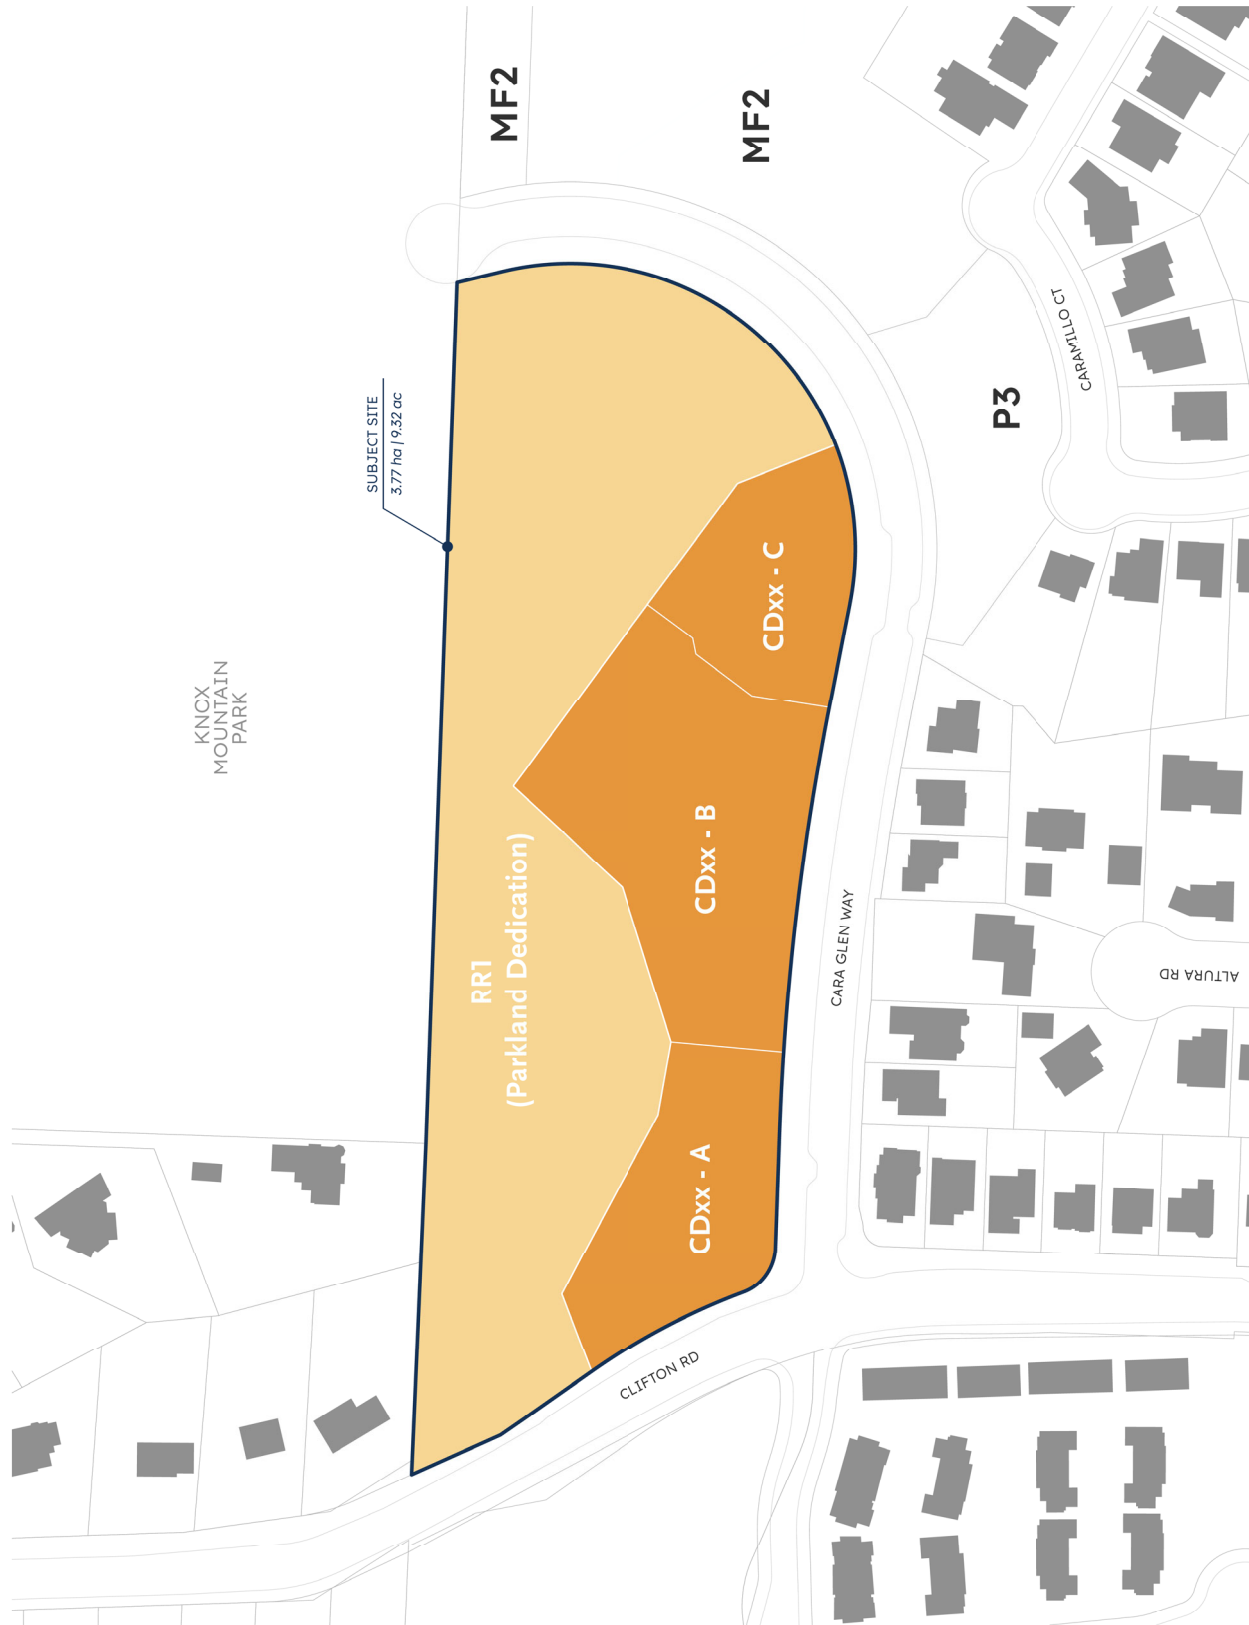 MF2
MF2
SUBJECT SITE
3.77 ha | 9.32 ac
CARAMILLO CT
P3
KNCX
MOUNTAIN
PARK
CDxx - C
CDxx - B
RR1
(Parkland Dedication)
CARA GLEN WAY
ALTURA RD
CDxx - A
CLIFTON RD